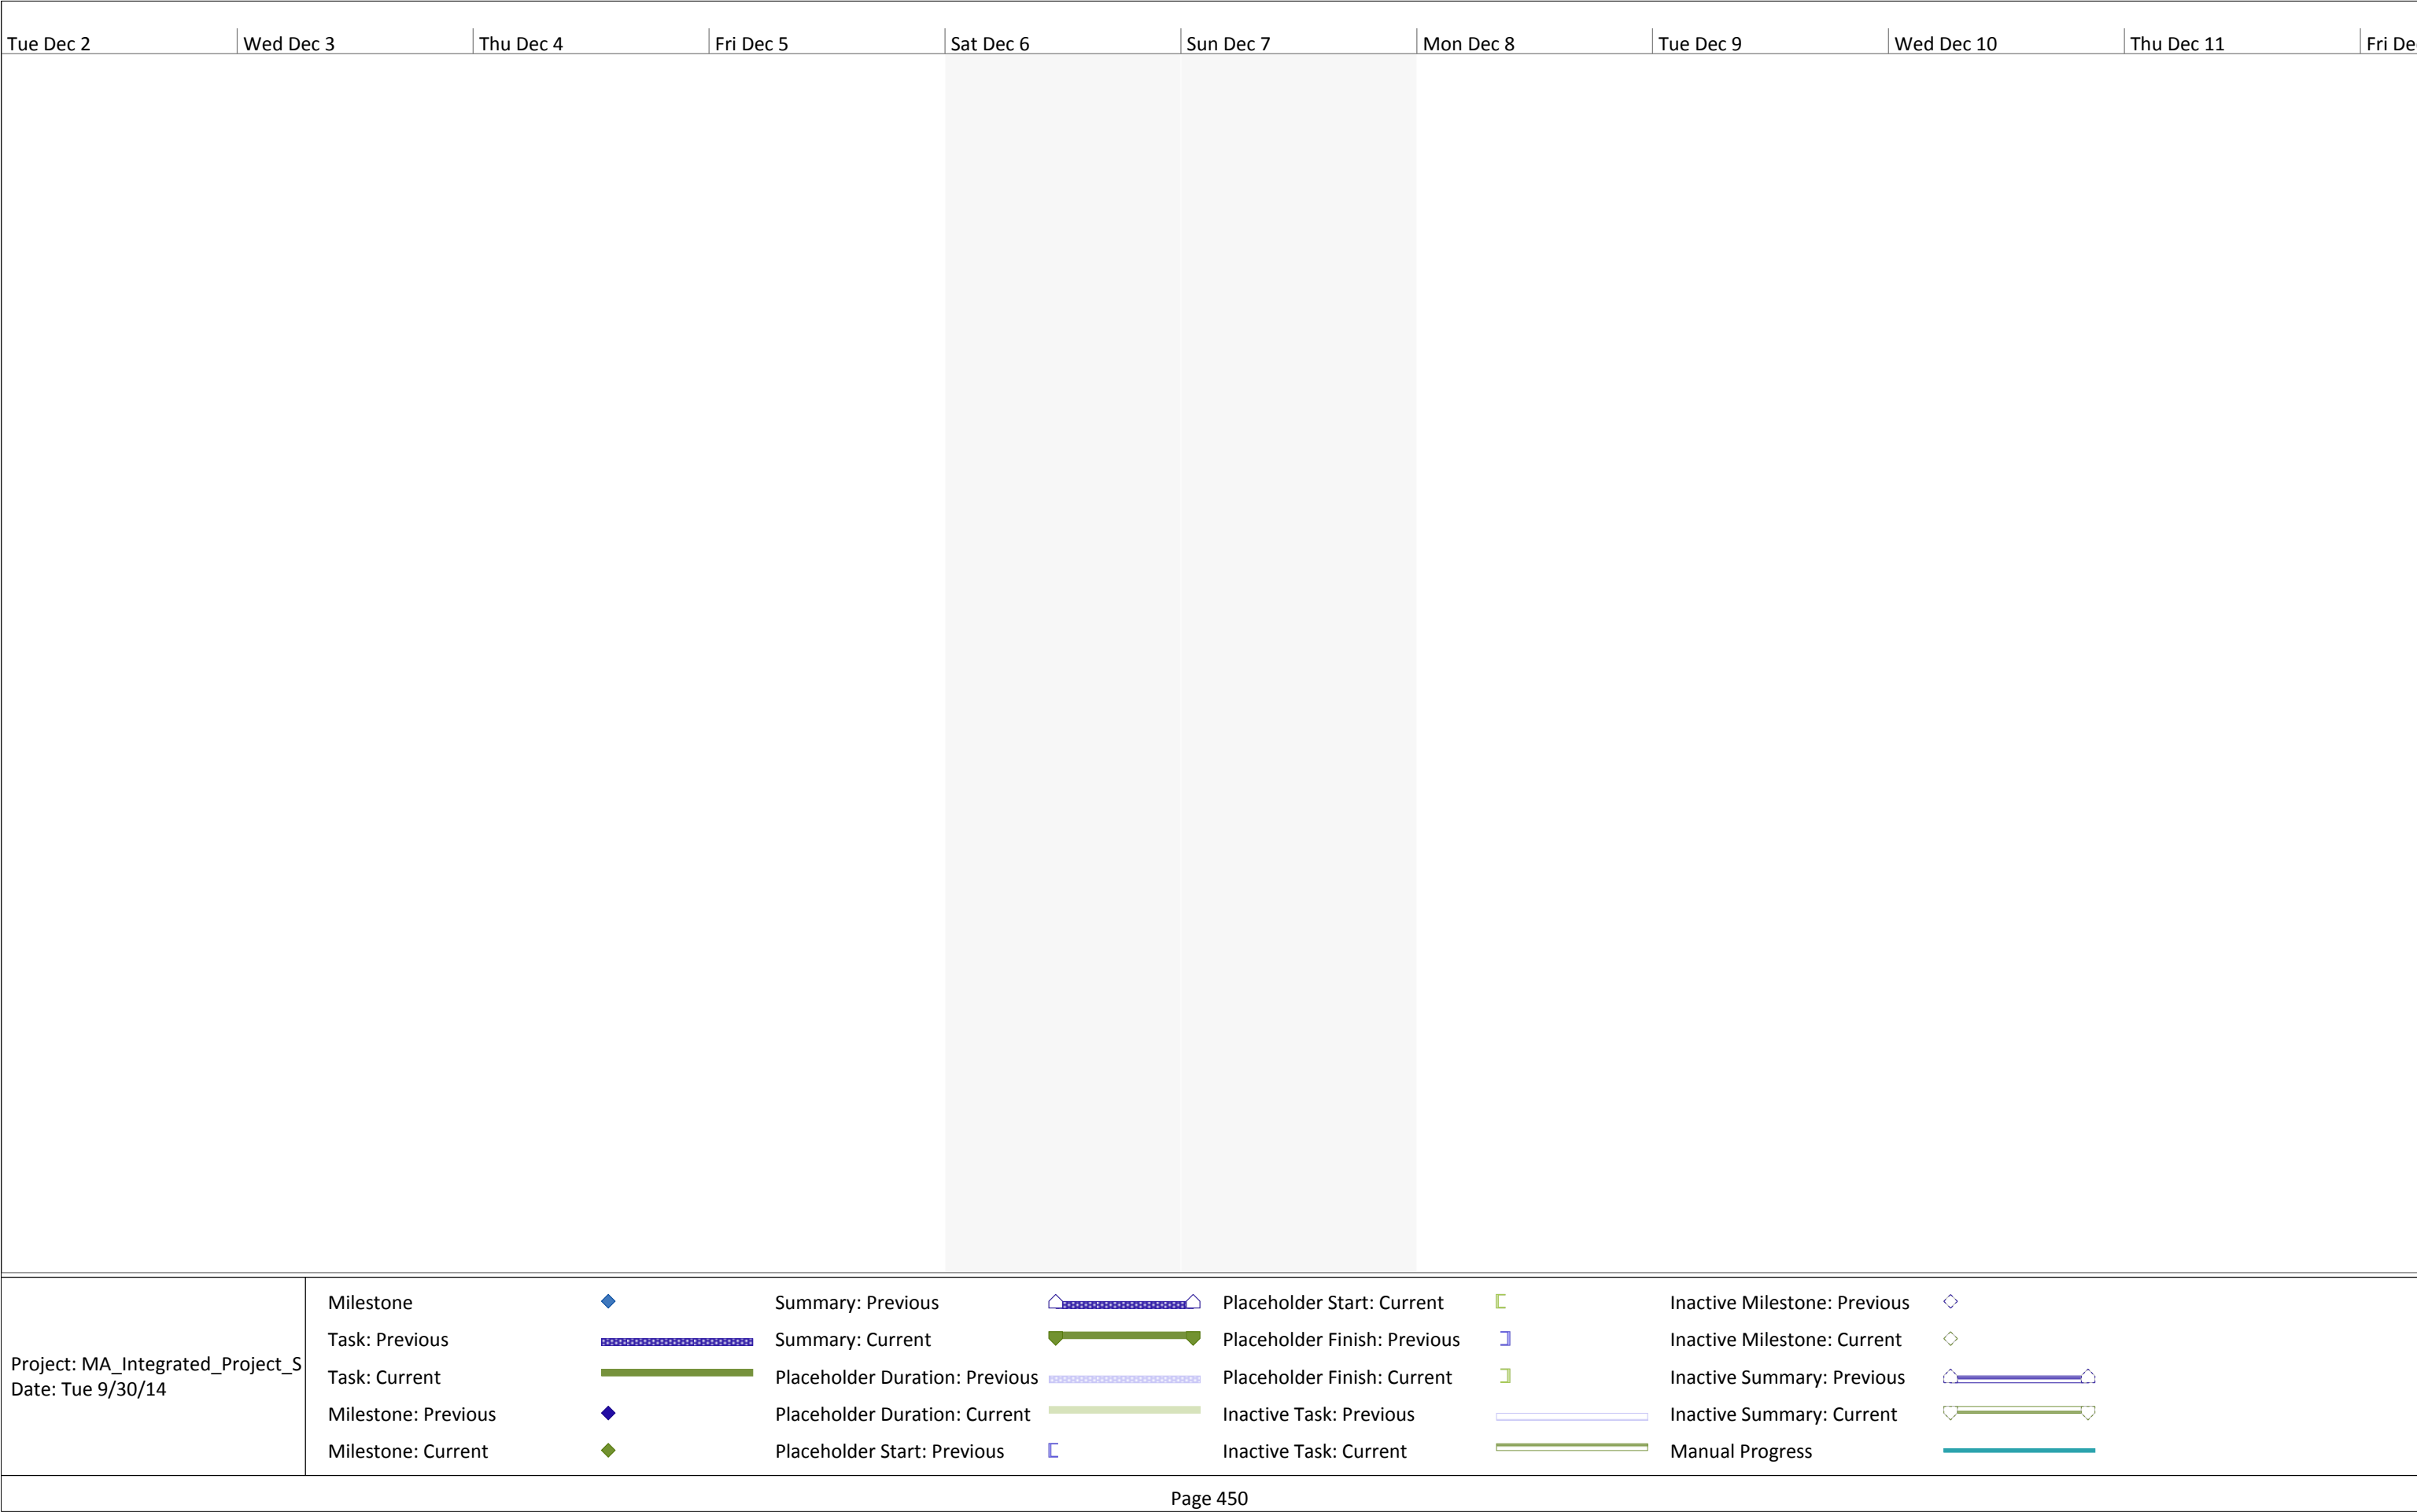 Tue Dec 2 Wed Dec 3 Thu Dec 4 Fri Dec 5 Sat Dec 6 Sun Dec 7 Mon Dec 8 Tue Dec 9 Wed Dec 10 Thu Dec 11 Fri De
Project: MA_Integrated_Project_S
Date: Tue 9/30/14
Milestone
Task: Previous
Task: Current
Milestone: Previous
Milestone: Current
Summary: Previous
Summary: Current
Placeholder Duration: Previous
Placeholder Duration: Current
Placeholder Start: Previous
Placeholder Start: Current
Placeholder Finish: Previous
Placeholder Finish: Current
Inactive Task: Previous
Inactive Task: Current
Inactive Milestone: Previous
Inactive Milestone: Current
Inactive Summary: Previous
Inactive Summary: Current
Manual Progress
Page 450